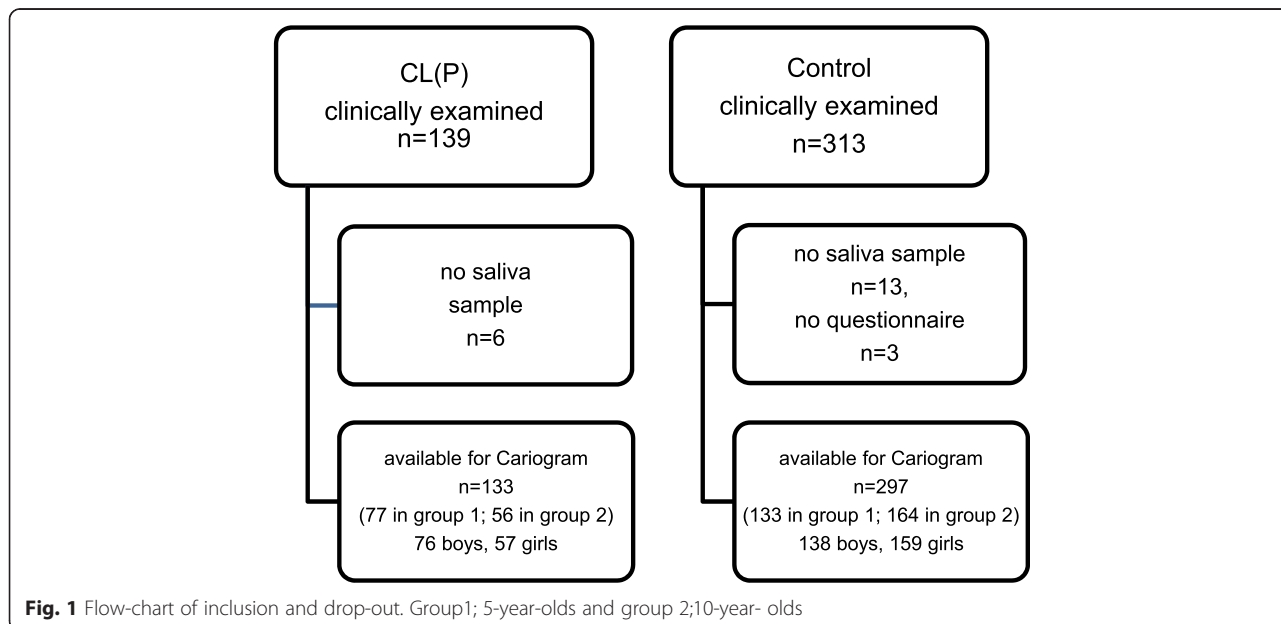 CL(P)
clinically examined
n=139
Control
clinically examined
n=313
no saliva
sample
n=6
no saliva sample
n=13,
no questionnaire
n=3
available for Cariogram
n=133
(77 in group 1; 56 in group 2)
76 boys, 57 girls
available for Cariogram
n=297
(133 in group 1; 164 in group 2)
138 boys, 159 girls
Fig. 1 Flow-chart of inclusion and drop-out. Group1; 5-year-olds and group 2;10-year- olds